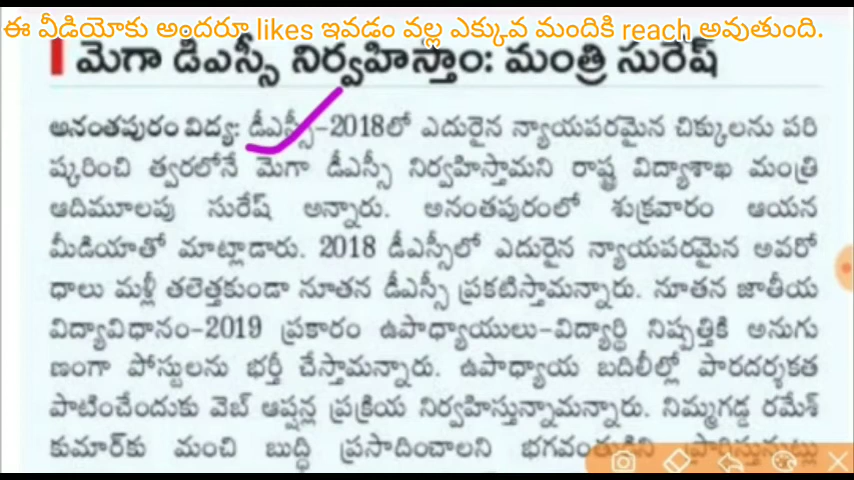 ఈ వీడియోకు అందరూ likes ఇవడం వల్ల ఎక్కువ మందికి reach అవుతుంది.
మెగా డీఎస్సీ నిర్వహిస్తాం: మంత్రి సురేష్
అనంతపురం విద్య: డీఎస్సీ-2018లో ఎదురైన న్యాయపరమైన చిక్కులను పరి
ష్కరించి త్వరలోనే మెగా డీఎస్సీ నిర్వహిస్తామని రాష్ట్ర విద్యాశాఖ మంత్రి
ఆదిమూలపు సురేష్ అన్నారు. అనంతపురంలో శుక్రవారం ఆయన
మీడియాతో మాట్లాడారు. 2018 డీఎస్సీలో ఎదురైన న్యాయపరమైన అవరో
ధాలు మళ్లీ తలెత్తకుండా నూతన డీఎస్సీ ప్రకటిస్తామన్నారు. నూతన జాతీయ
విద్యావిధానం-2019 ప్రకారం ఉపాధ్యాయులు-విద్యార్థి నిష్పత్తికి అనుగు
ణంగా పోస్టులను భర్తీ చేస్తామన్నారు. ఉపాధ్యాయ బదిలీల్లో పారదర్శకత
పాటించేందుకు వెబ్ ఆప్షన్ల ప్రక్రియ నిర్వహిస్తున్నామన్నారు. నిమ్మగడ్డ రమేశ్
కుమార్‌కు మంచి బుద్ధి ప్రసాదించాలని